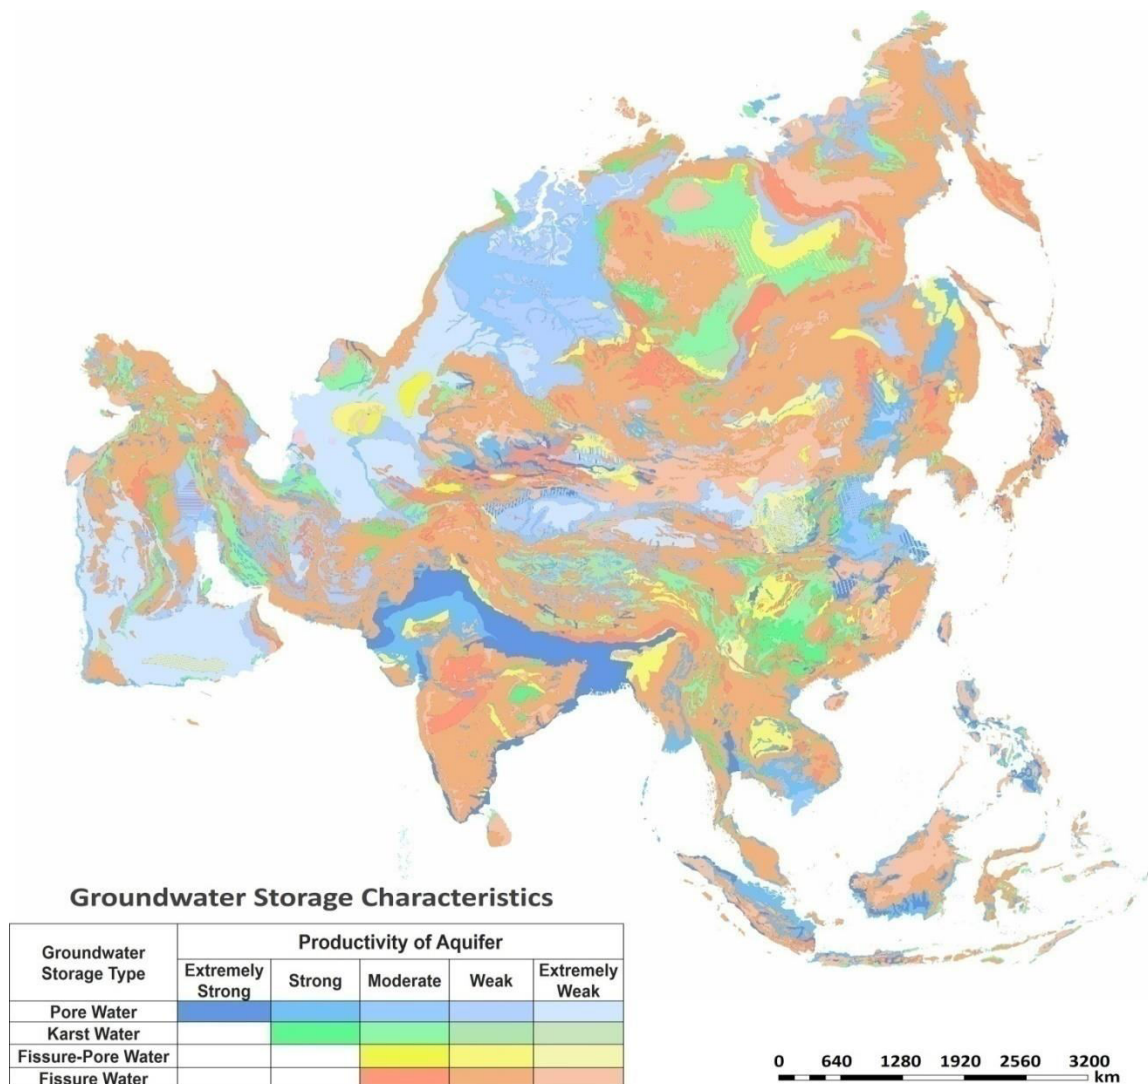 Groundwater Storage Characteristics
Groundwater Storage Type
Productivity of Aquifer
Extremely Strong
Strong
Moderate
Weak
Extremely Weak
Pore Water
Karst Water
Fissure-Pore Water
Fissure Water
0 640 1280 1920 2560 3200
km